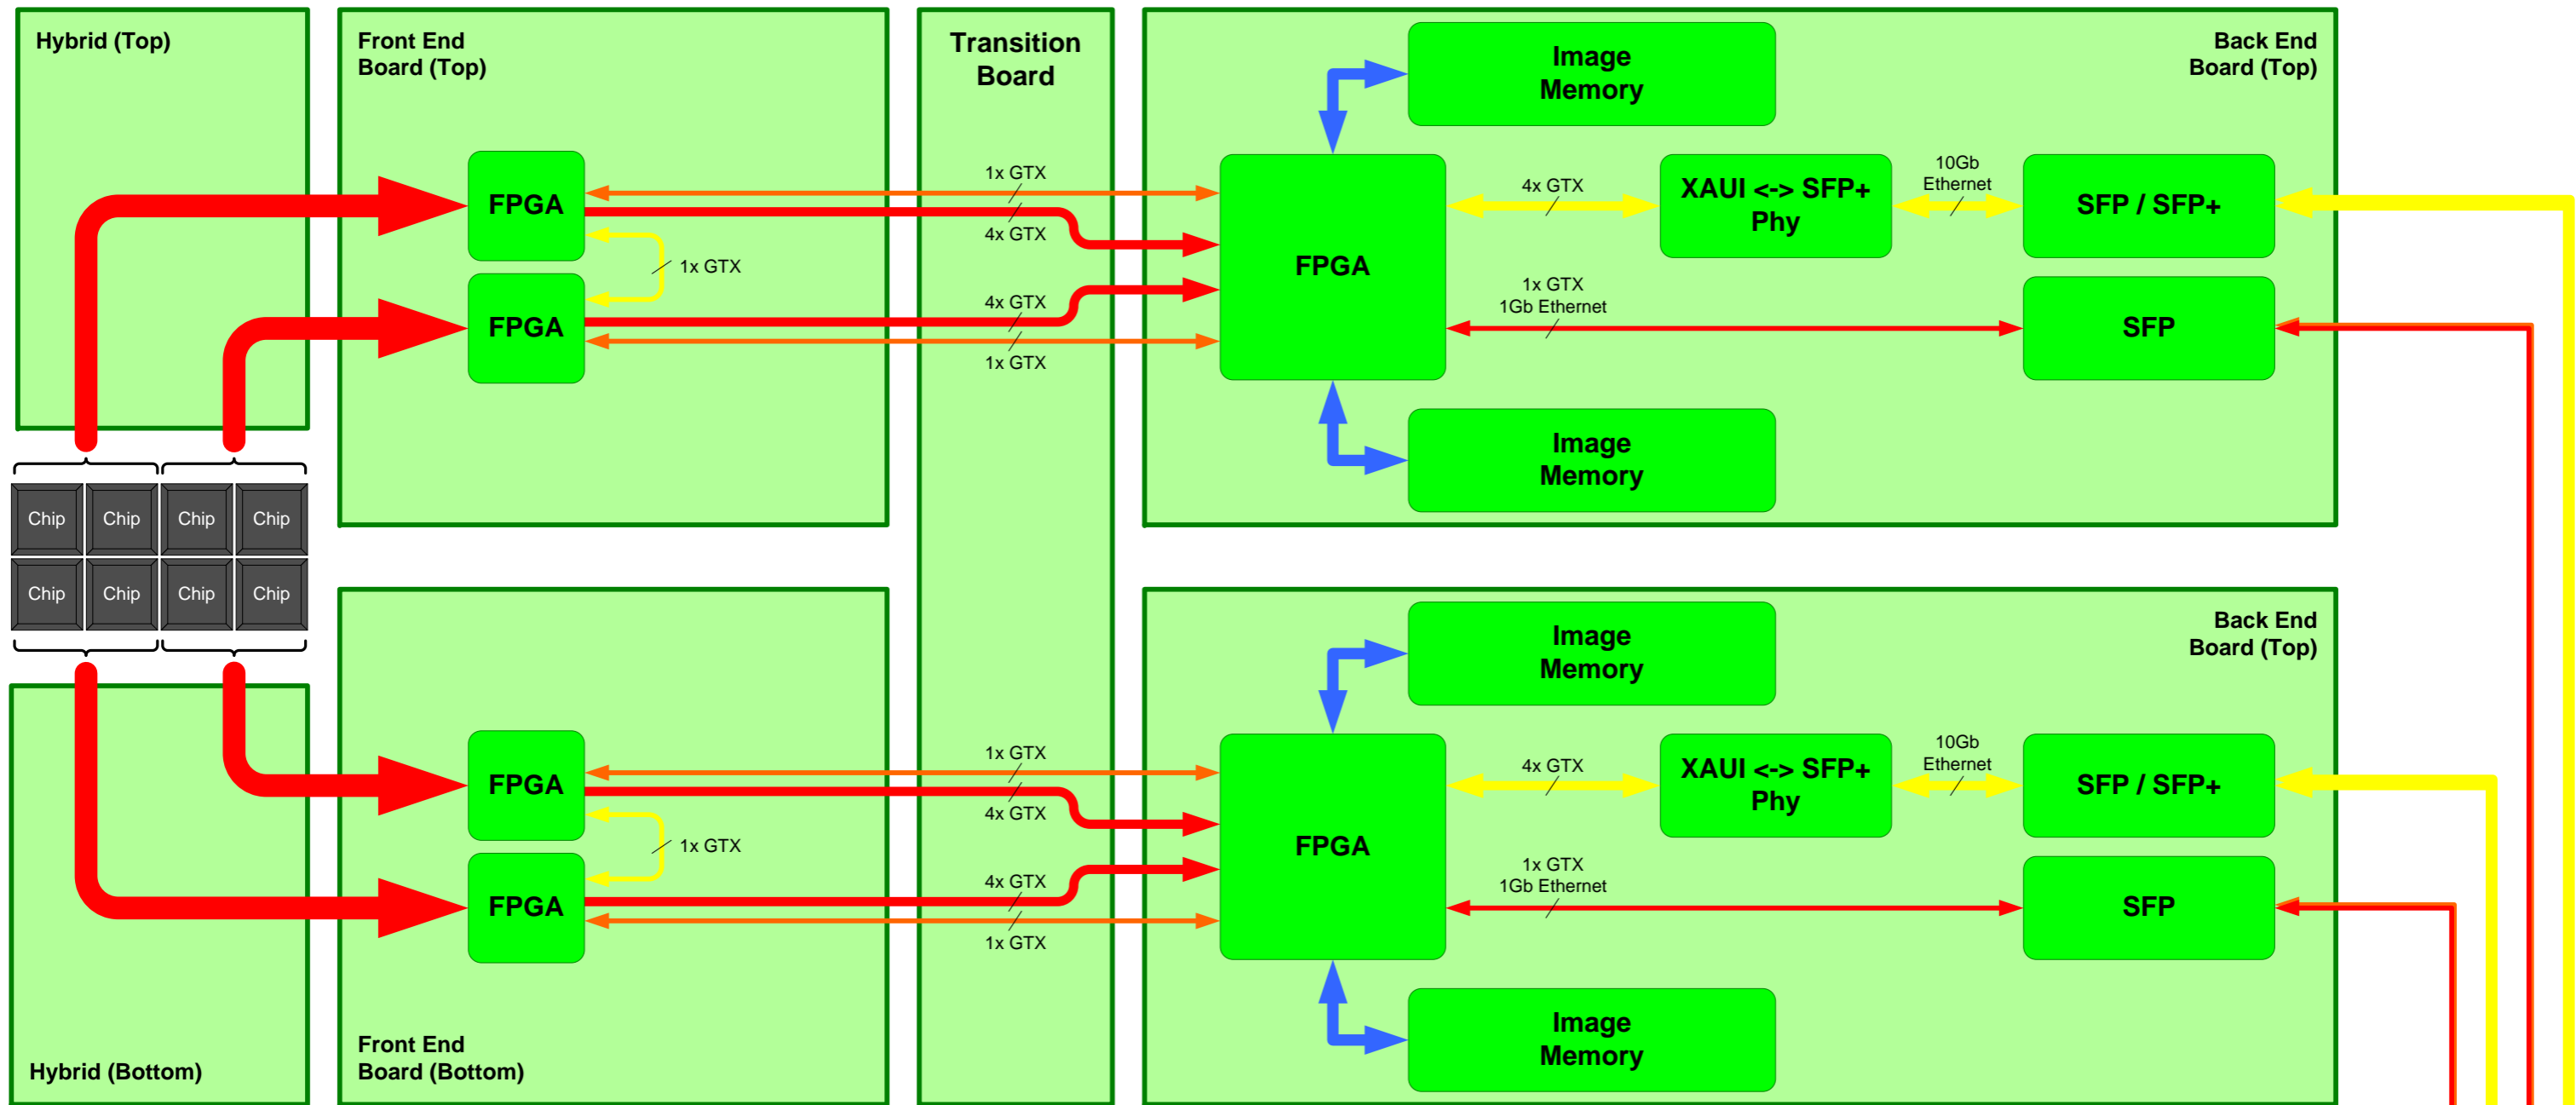 Hybrid (Top)
Front End
Board (Top)
Transition
Board
Back End
Board (Top)
Image
Memory
FPGA
FPGA
1x GTX
1x GTX
4x GTX
4x GTX
1x GTX
FPGA
4x GTX
XAUI <-> SFP+
Phy
10Gb
Ethernet
SFP / SFP+
1x GTX
1Gb Ethernet
SFP
Image
Memory
Chip Chip Chip Chip
Chip Chip Chip Chip
Hybrid (Bottom)
Front End
Board (Bottom)
FPGA
FPGA
1x GTX
1x GTX
4x GTX
4x GTX
1x GTX
Back End
Board (Top)
Image
Memory
FPGA
4x GTX
XAUI <-> SFP+
Phy
10Gb
Ethernet
SFP / SFP+
1x GTX
1Gb Ethernet
SFP
Image
Memory